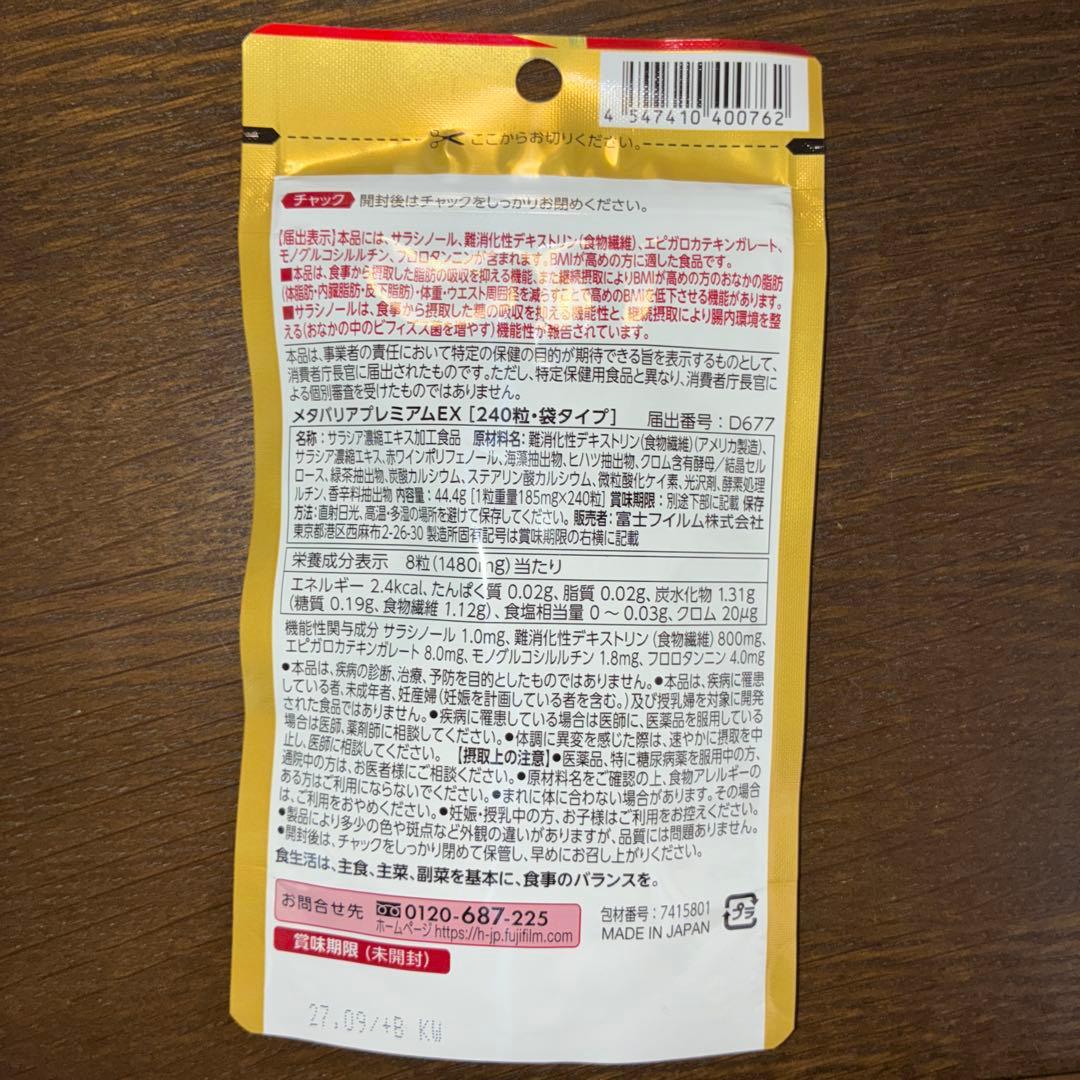 4 547410 400762
ここからお切りください。
チャック 開封後はチャックをしっかりお閉めください。
【届出表示】本品には、サラシノール、難消化性デキストリン(食物繊維)、エピガロカテキンガレート、
モノグルコシルルチン、フロロタンニンが含まれます。BMIが高めの方に適した食品です。
■本品は、食事から摂取した脂肪の吸収を抑える機能、また継続摂取によりBMIが高めの方のおなかの脂肪
(体脂肪・内臓脂肪・皮下脂肪)・体重・ウエスト周囲径を減らすことで高めのBMIを低下させる機能があります。
■サラシノールは、食事から摂取した糖の吸収を抑える機能性と、継続摂取により腸内環境を整
える(おなかの中のビフィズス菌を増やす)機能性が報告されています。
本品は、事業者の責任において特定の保健の目的が期待できる旨を表示するものとして、
消費者庁長官に届出されたものです。ただし、特定保健用食品と異なり、消費者庁長官に
よる個別審査を受けたものではありません。
メタバリアプレミアムEX [240粒・袋タイプ] 届出番号:D677
名称:サラシア濃縮エキス加工食品 原材料名:難消化性デキストリン(食物繊維)(アメリカ製造)、
サラシア濃縮エキス、赤ワインポリフェノール、海藻抽出物、ヒハツ抽出物、クロム含有酵母/結晶セル
ロース、緑茶抽出物、炭酸カルシウム、ステアリン酸カルシウム、微粒酸化ケイ素、光沢剤、酵素処理
ルチン、香辛料抽出物 内容量:44.4g [1粒重量185mg×240粒] 賞味期限:別途下部に記載 保存
方法:直射日光、高温・多湿の場所を避けて保存してください。 販売者:富士フイルム株式会社
東京都港区西麻布2-26-30 製造所固有記号は賞味期限の右横に記載
栄養成分表示 8粒(1480mg)当たり
エネルギー 2.4kcal、たんぱく質 0.02g、脂質 0.02g、炭水化物 1.31g
(糖質 0.19g、食物繊維 1.12g)、食塩相当量 0~0.03g、クロム 20μg
機能性関与成分 サラシノール 1.0mg、難消化性デキストリン(食物繊維)800mg、
エピガロカテキンガレート 8.0mg、モノグルコシルルチン 1.8mg、フロロタンニン 4.0mg
●本品は、疾病の診断、治療、予防を目的としたものではありません。●本品は、疾病に罹患
している者、未成年者、妊産婦(妊娠を計画している者を含む。)及び授乳婦を対象に開発
された食品ではありません。●疾病に罹患している場合は医師に、医薬品を服用している
場合は医師、薬剤師に相談してください。●体調に異変を感じた際は、速やかに摂取を中
止し、医師に相談してください。 【摂取上の注意】●医薬品、特に糖尿病薬を服用中の方、
通院中の方は、お医者様にご相談ください。●原材料名をご確認の上、食物アレルギーの
ある方はご利用にならないでください。●まれに体に合わない場合があります。その場合
は、ご利用をおやめください。●妊娠・授乳中の方、お子様はご利用をお控えください。
●製品により多少の色や斑点など外観の違いがありますが、品質には問題ありません。
●開封後は、チャックをしっかり閉めて保管し、早めにお召し上がりください。
食生活は、主食、主菜、副菜を基本に、食事のバランスを。
お問合せ先 0120-687-225
ホームページ https://h-jp.fujifilm.com
包材番号:7415801
MADE IN JAPAN
プラ
賞味期限(未開封)
27.09/+B KW